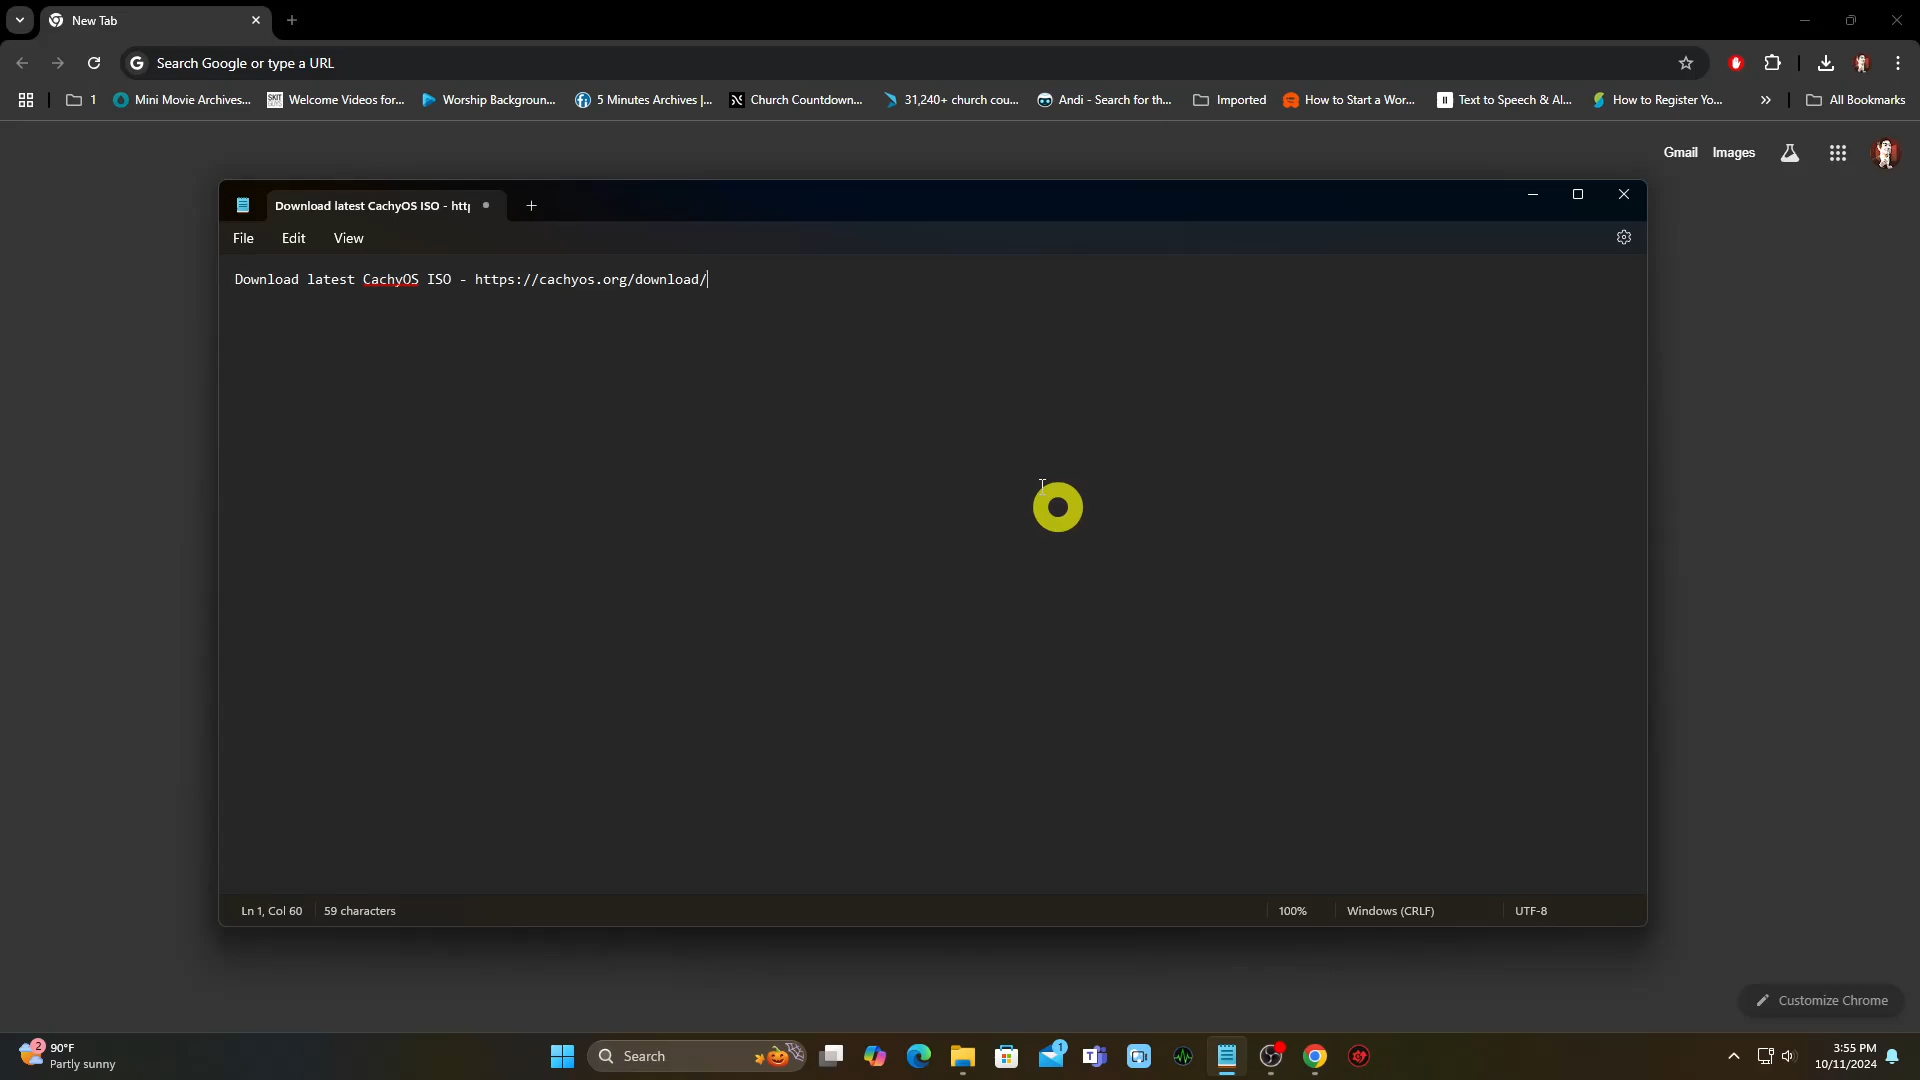 New Tab
Search Google or type a URL
1 Mini Movie Archives... Welcome Videos for... Worship Backgroun... 5 Minutes Archives |... Church Countdown... 31,240+ church cou... Andi - Search for th... Imported How to Start a Wor... Text to Speech & AI... How to Register Yo... » All Bookmarks
Gmail Images
Download latest CachyOS ISO - htt
File Edit View
Download latest CachyOS ISO - https://cachyos.org/download/
Ln 1, Col 60 59 characters 100% Windows (CRLF) UTF-8
Customize Chrome
2 90°F
Partly sunny
Search
1
3:55 PM
10/11/2024